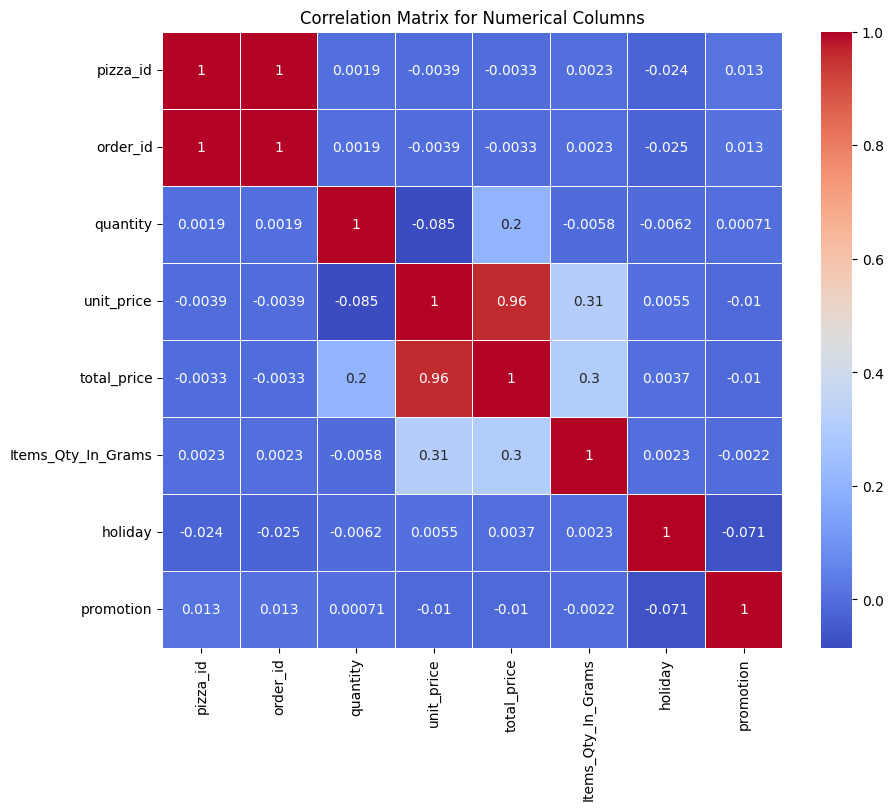 Correlation Matrix for Numerical Columns
pizza_id 1 1 0.0019 -0.0039 -0.0033 0.0023 -0.024 0.013
order_id 1 1 0.0019 -0.0039 -0.0033 0.0023 -0.025 0.013
quantity 0.0019 0.0019 1 -0.085 0.2 -0.0058 -0.0062 0.00071
unit_price -0.0039 -0.0039 -0.085 1 0.96 0.31 0.0055 -0.01
total_price -0.0033 -0.0033 0.2 0.96 1 0.3 0.0037 -0.01
Items_Qty_In_Grams 0.0023 0.0023 -0.0058 0.31 0.3 1 0.0023 -0.0022
holiday -0.024 -0.025 -0.0062 0.0055 0.0037 0.0023 1 -0.071
promotion 0.013 0.013 0.00071 -0.01 -0.01 -0.0022 -0.071 1
pizza_id order_id quantity unit_price total_price Items_Qty_In_Grams holiday promotion
1.0
0.8
0.6
0.4
0.2
0.0